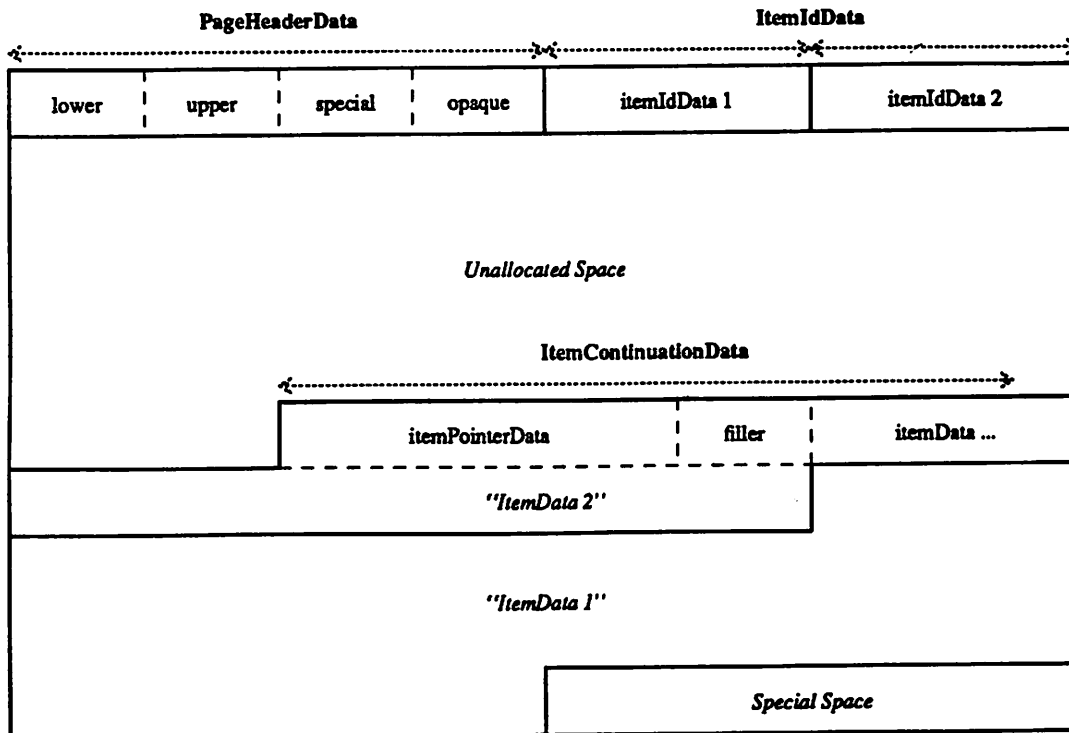 PageHeaderData ItemIdData
lower upper special opaque itemIdData 1 itemIdData 2
Unallocated Space
ItemContinuationData
itemPointerData filler itemData ...
"ItemData 2"
"ItemData 1"
Special Space